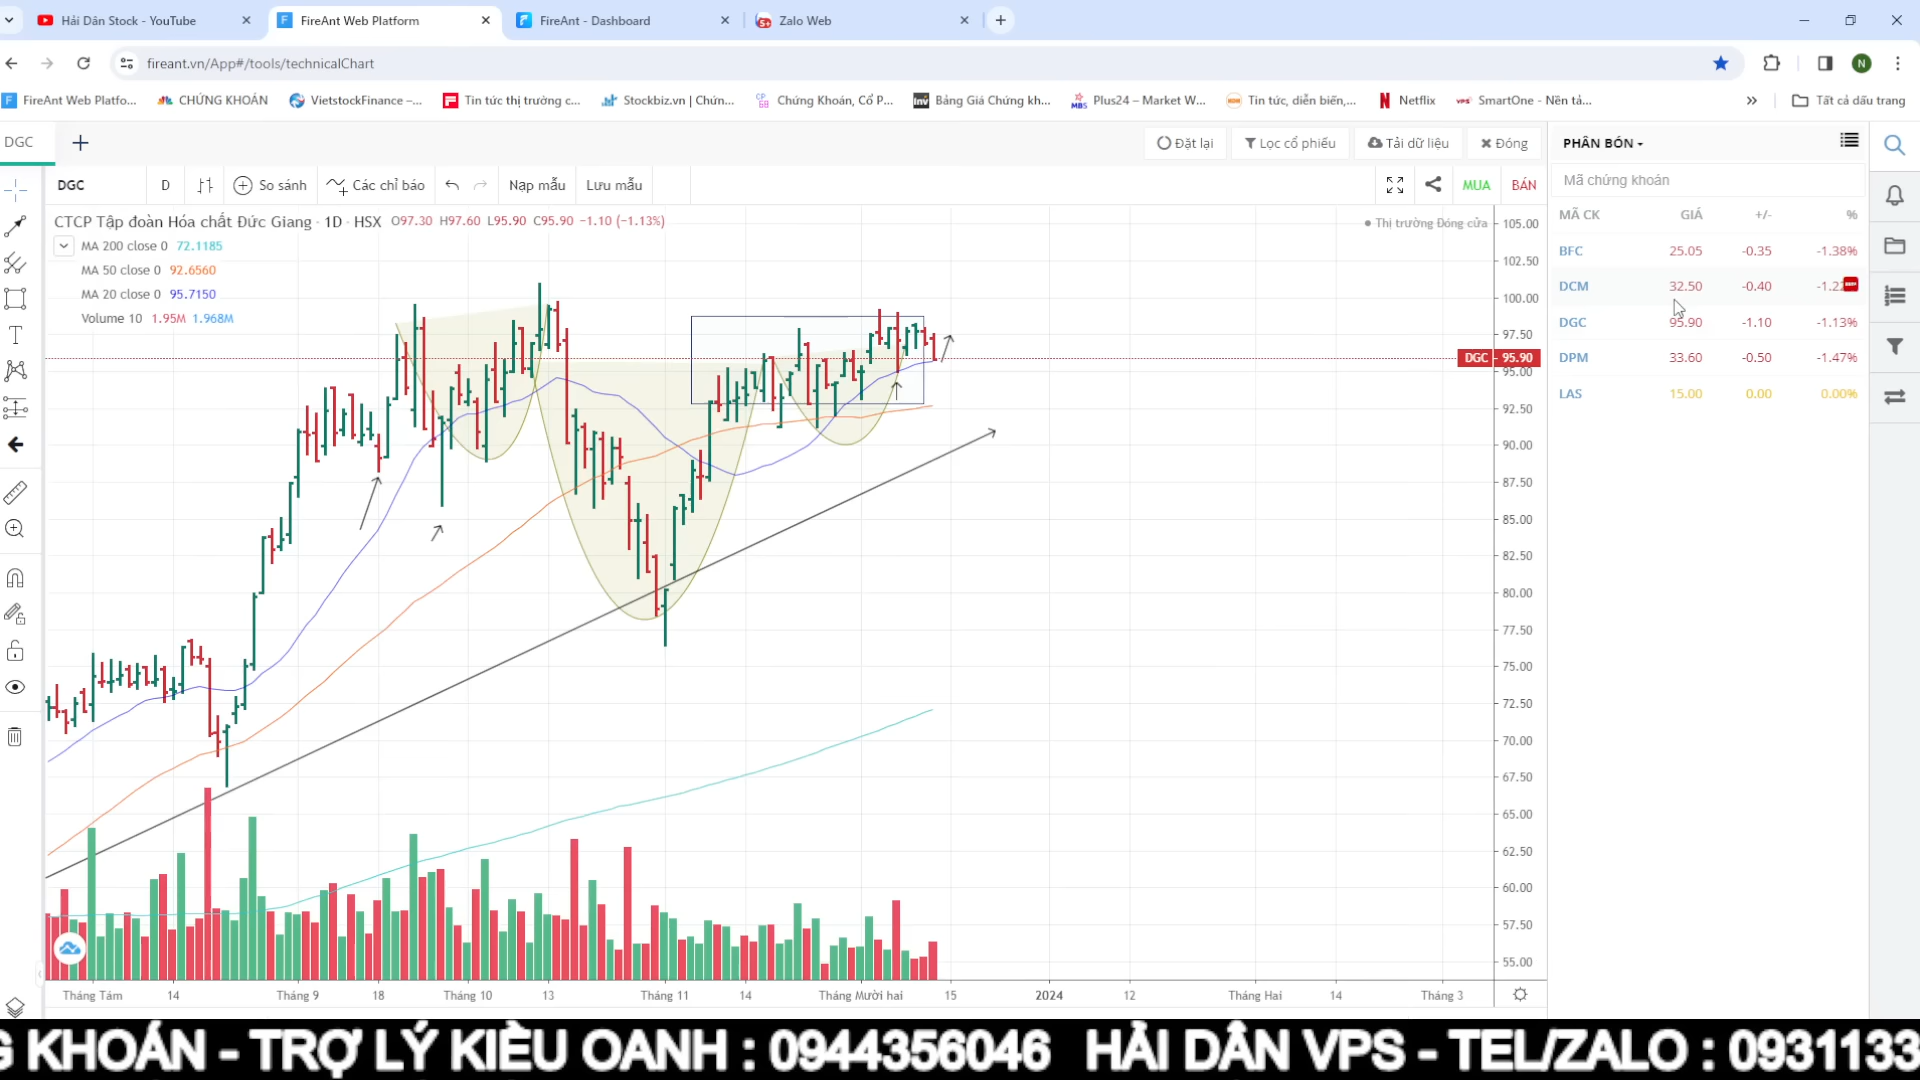 Hải Dân Stock - YouTube
FireAnt Web Platform
FireAnt - Dashboard
Zalo Web
fireant.vn/App#/tools/technicalChart
N
FireAnt Web Platfo...
CHỨNG KHOÁN
VietstockFinance –...
Tin tức thị trường c...
Stockbiz.vn | Chứn...
Chứng Khoán, Cổ P...
Bảng Giá Chứng kh...
Plus24 – Market W...
Tin tức, diễn biến,...
Netflix
SmartOne - Nền tả...
Tất cả dấu trang
DGC
Đặt lại
Lọc cổ phiếu
Tải dữ liệu
Đóng
PHÂN BÓN
DGC
D
So sánh
Các chỉ báo
Nạp mẫu
Lưu mẫu
MUA
BÁN
Mã chứng khoán
CTCP Tập đoàn Hóa chất Đức Giang · 1D · HSX O97.30 H97.60 L95.90 C95.90 −1.10 (−1.13%)
Thị trường Đóng cửa
MA 200 close 0 72.1185
MA 50 close 0 92.6560
MA 20 close 0 95.7150
Volume 10 1.95M 1.968M
MÃ CK GIÁ +/- %
BFC 25.05 -0.35 -1.38%
DCM 32.50 -0.40
DGC 95.90 -1.10 -1.13%
DPM 33.60 -0.50 -1.47%
LAS 15.00 0.00 0.00%
105.00
102.50
100.00
97.50
DGC 95.90
95.00
92.50
90.00
87.50
85.00
82.50
80.00
77.50
75.00
72.50
70.00
67.50
65.00
62.50
60.00
57.50
55.00
Tháng Tám 14 Tháng 9 18 Tháng 10 13 Tháng 11 14 Tháng Mười hai 15 2024 12 Tháng Hai 14 Tháng 3
G KHOÁN - TRỢ LÝ KIỀU OANH : 0944356046 HẢI DÂN VPS - TEL/ZALO : 0931133